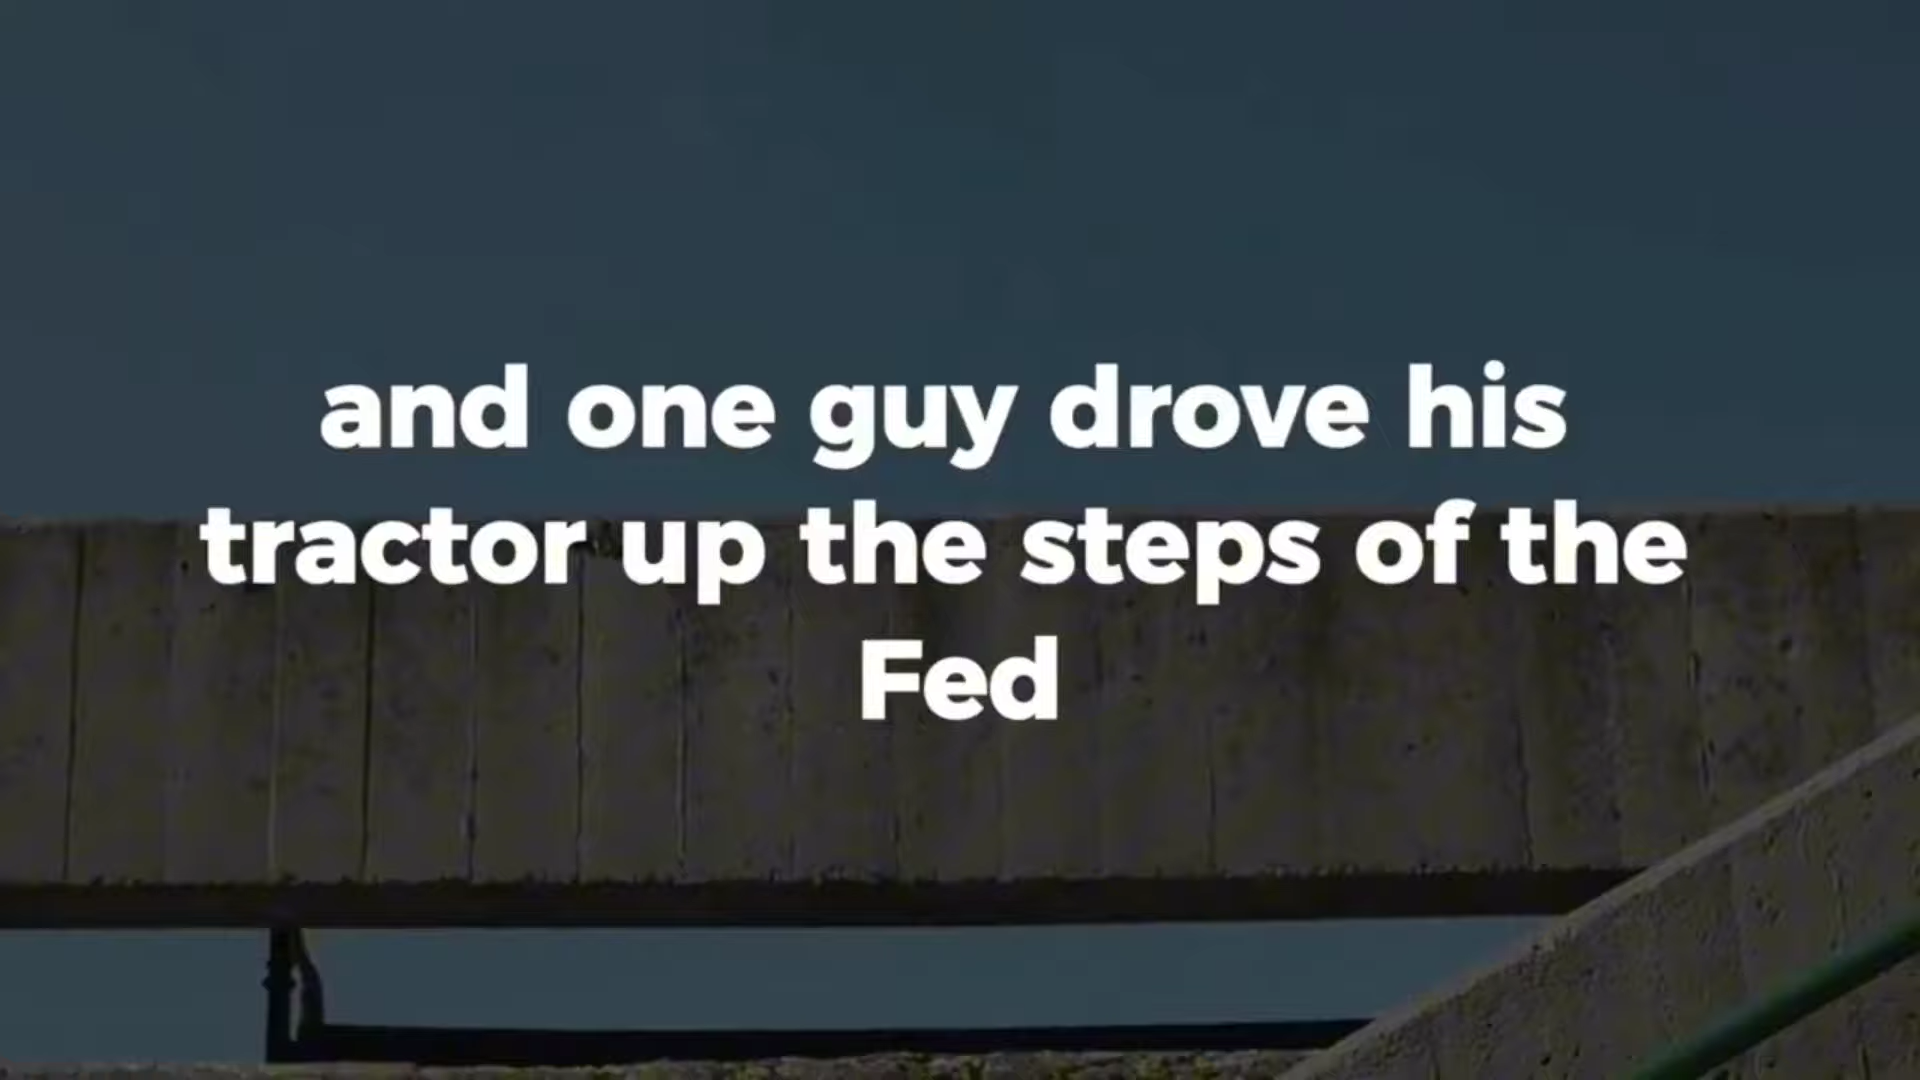 and one guy drove his
tractor up the steps of the
Fed